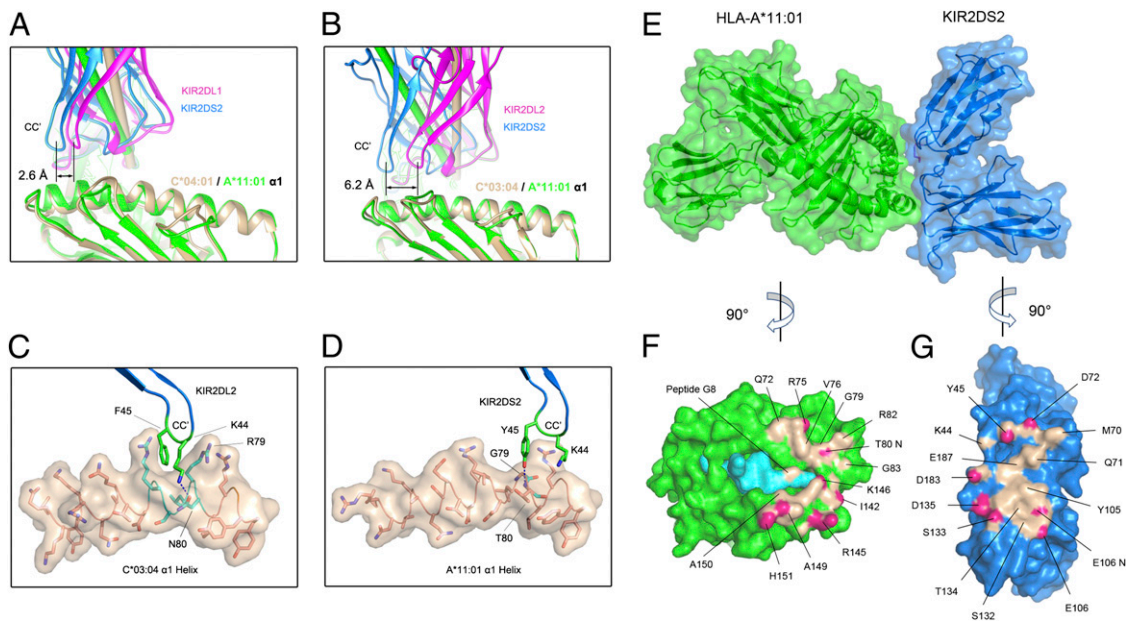 A
KIR2DL1
KIR2DS2
CC'
2.6 Å
C*04:01 / A*11:01 α1
B
KIR2DL2
KIR2DS2
CC'
6.2 Å
C*03:04 / A*11:01 α1
C
KIR2DL2
F45
CC'
K44
R79
N80
C*03:04 α1 Helix
D
KIR2DS2
CC'
Y45
K44
G79
T80
A*11:01 α1 Helix
E
HLA-A*11:01
KIR2DS2
90°
90°
F
Peptide G8
Q72
R75
V76
G79
R82
T80 N
G83
K146
I142
R145
A149
H151
A150
G
Y45
D72
K44
M70
E187
Q71
D183
D135
Y105
S133
E106 N
T134
E106
S132